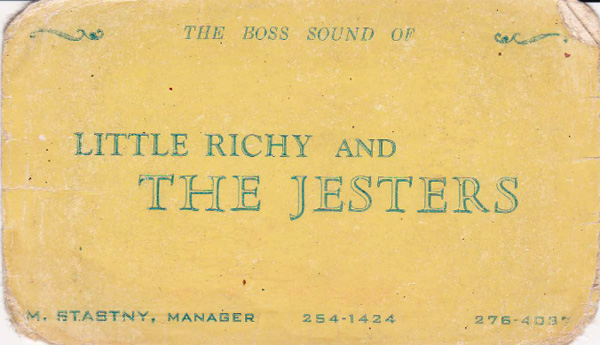 THE BOSS SOUND OF
LITTLE RICHY AND
THE JESTERS
M. STASTNY, MANAGER 254-1424